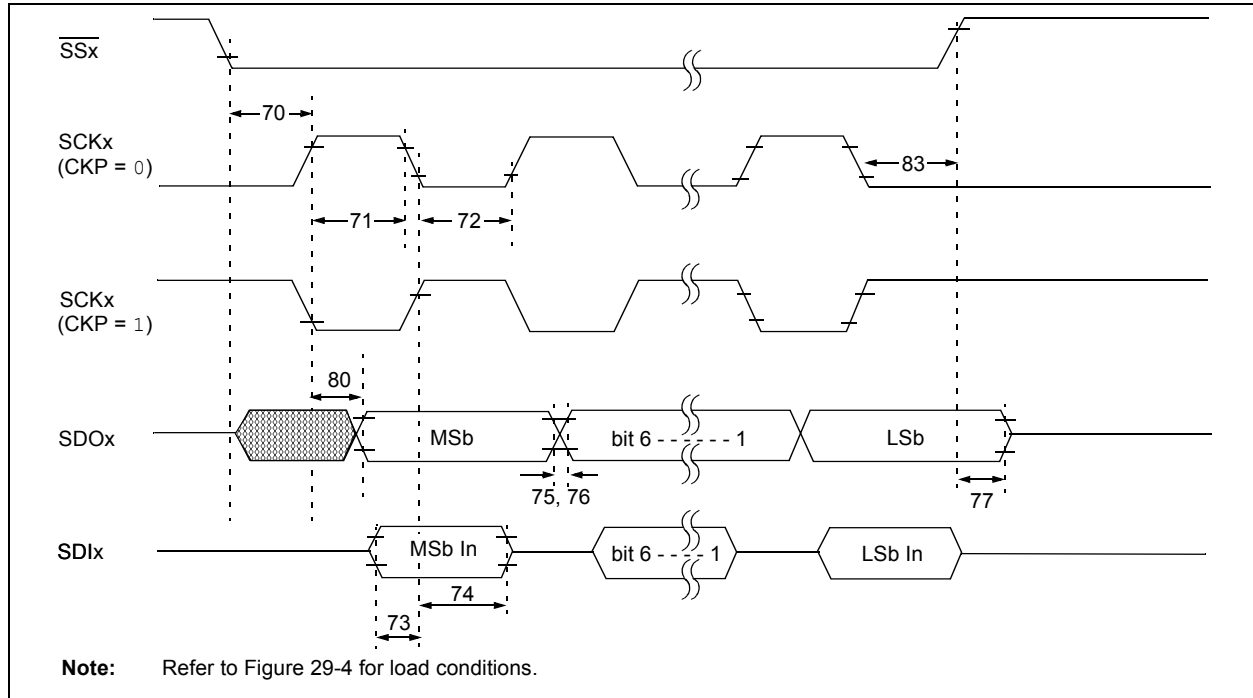 SSx
70
SCKx
(CKP = 0)
83
71
72
SCKx
(CKP = 1)
80
SDOx
MSb
bit 6 - - - - - - 1
LSb
75, 76
77
SDIx
MSb In
bit 6 - - - - 1
LSb In
74
73
Note: Refer to Figure 29-4 for load conditions.